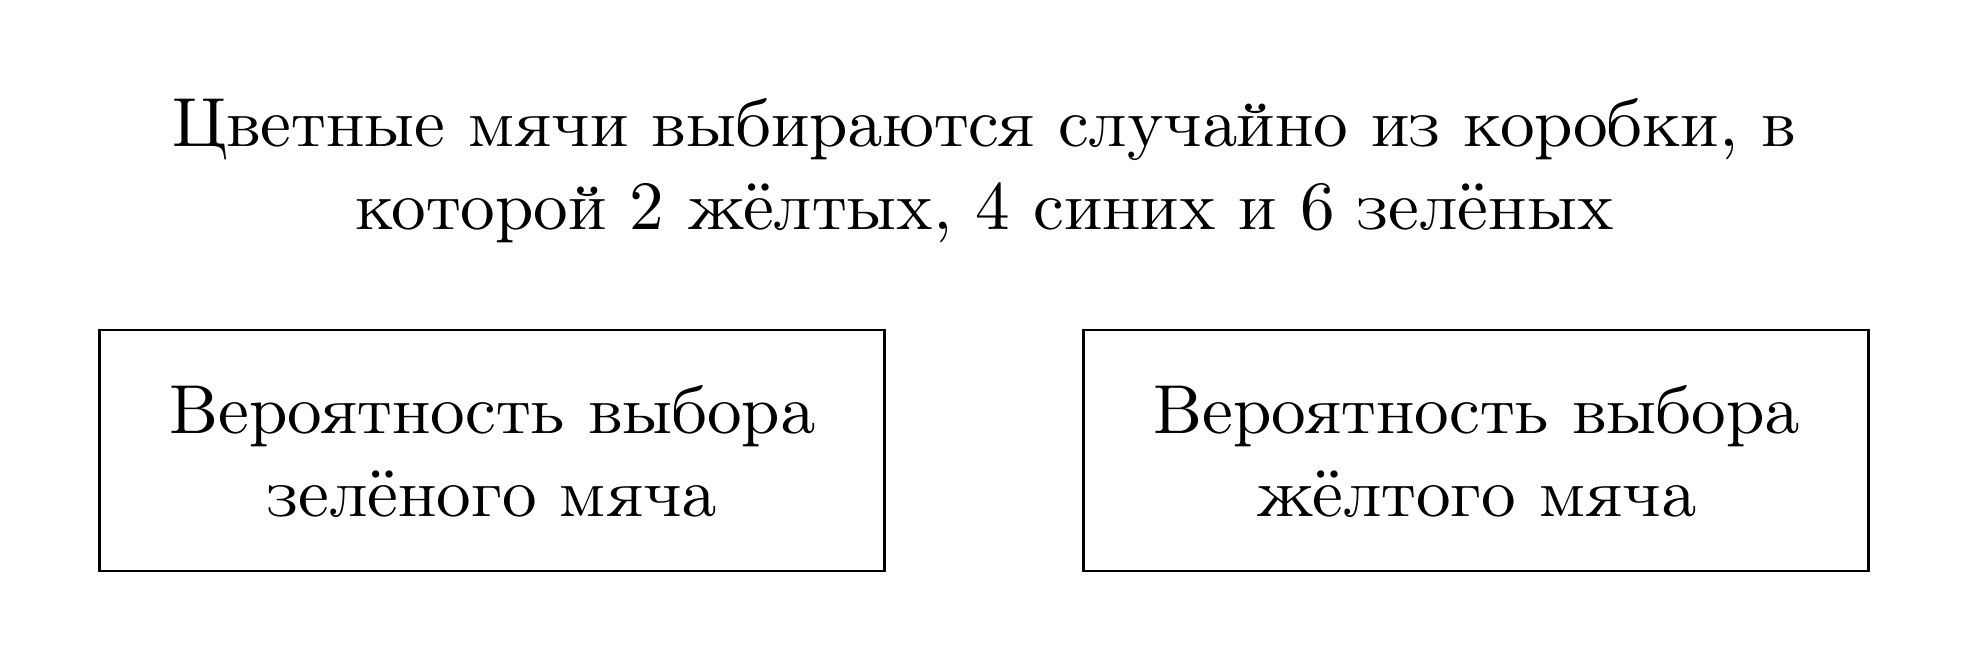 Цветные мячи выбираются случайно из коробки, в
которой 2 жёлтых, 4 синих и 6 зелёных
Вероятность выбора
зелёного мяча
Вероятность выбора
жёлтого мяча